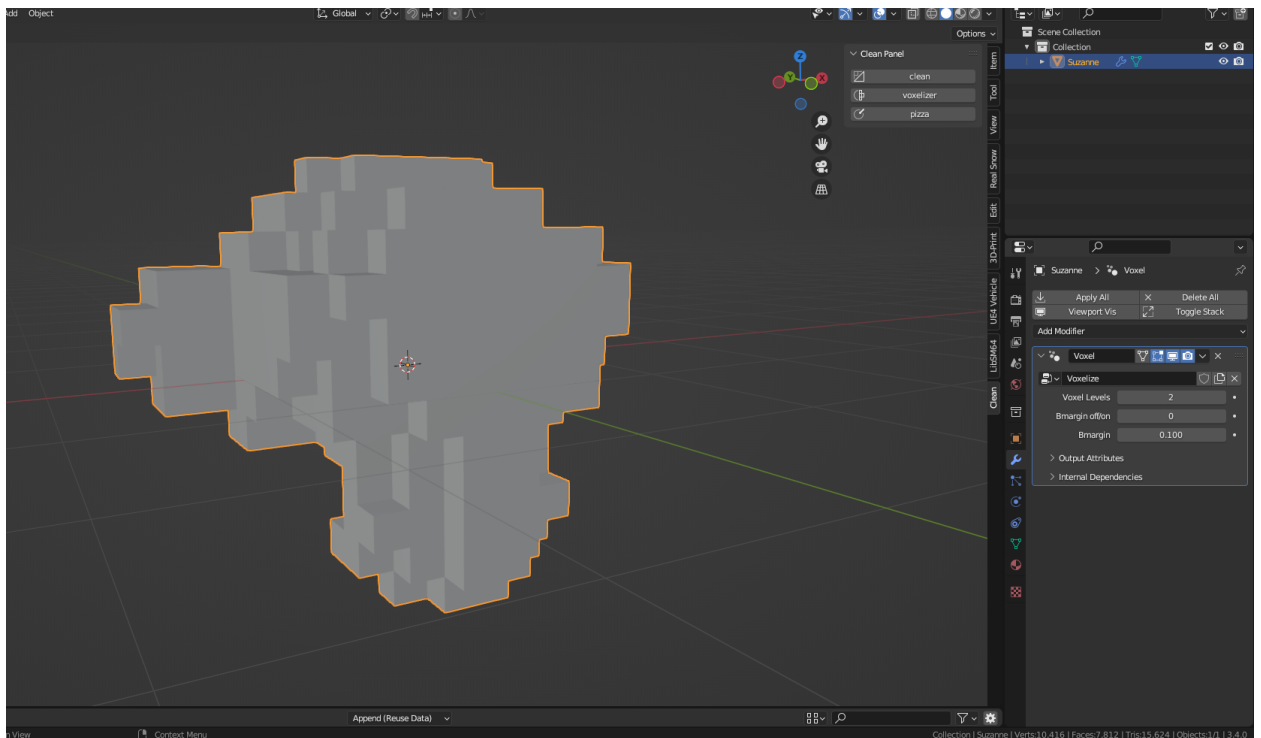 Add Object
Global
Options
Clean Panel
clean
voxelizer
pizza
Z
Y
X
Item
Tool
View
Real Snow
Edit
3D-Print
UE4 Vehicle
LibSM64
Clean
Scene Collection
Collection
Suzanne
Suzanne > Voxel
Apply All
Delete All
Viewport Vis
Toggle Stack
Add Modifier
Voxel
Voxelize
Voxel Levels 2
Bmargin off/on 0
Bmargin 0.100
Output Attributes
Internal Dependencies
Append (Reuse Data)
View
Context Menu
Collection | Suzanne | Verts:10.416 | Faces:7.812 | Tris:15.624 | Objects:1/1 | 3.4.0